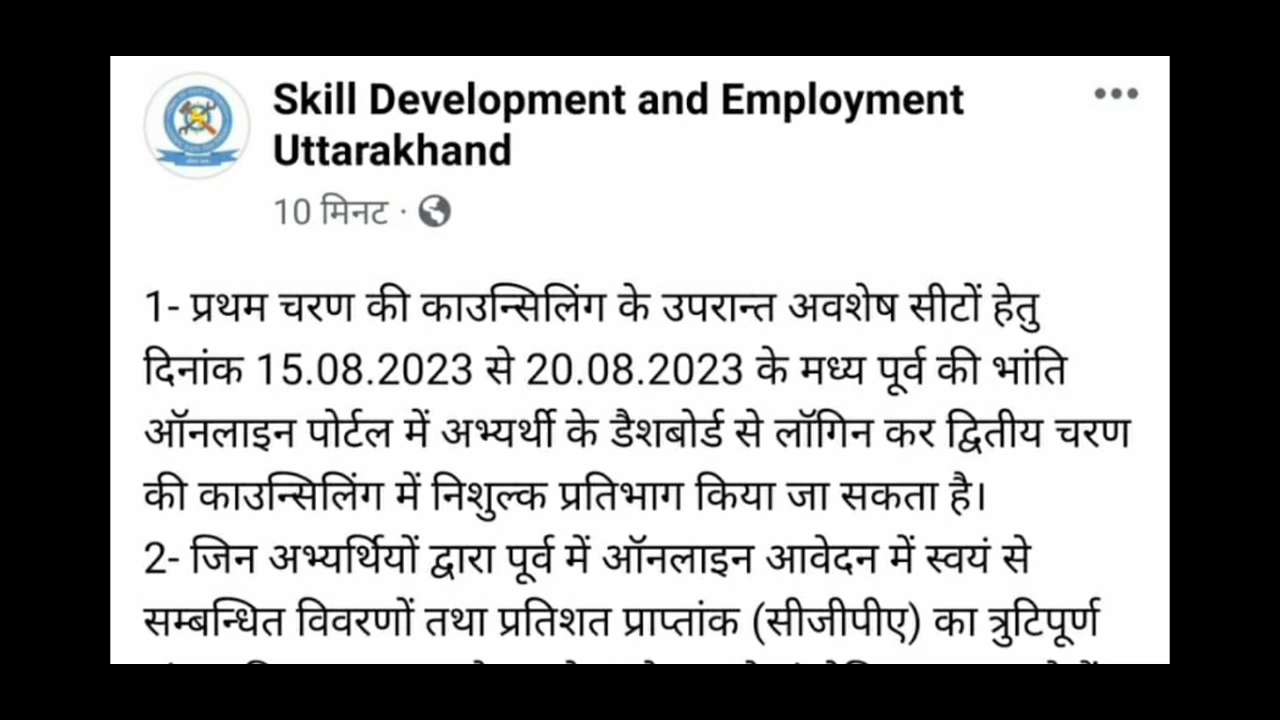 Skill Development and Employment
Uttarakhand
10 मिनट ·
1- प्रथम चरण की काउन्सिलिंग के उपरान्त अवशेष सीटों हेतु
दिनांक 15.08.2023 से 20.08.2023 के मध्य पूर्व की भांति
ऑनलाइन पोर्टल में अभ्यर्थी के डैशबोर्ड से लॉगिन कर द्वितीय चरण
की काउन्सिलिंग में निशुल्क प्रतिभाग किया जा सकता है।
2- जिन अभ्यर्थियों द्वारा पूर्व में ऑनलाइन आवेदन में स्वयं से
सम्बन्धित विवरणों तथा प्रतिशत प्राप्तांक (सीजीपीए) का त्रुटिपूर्ण